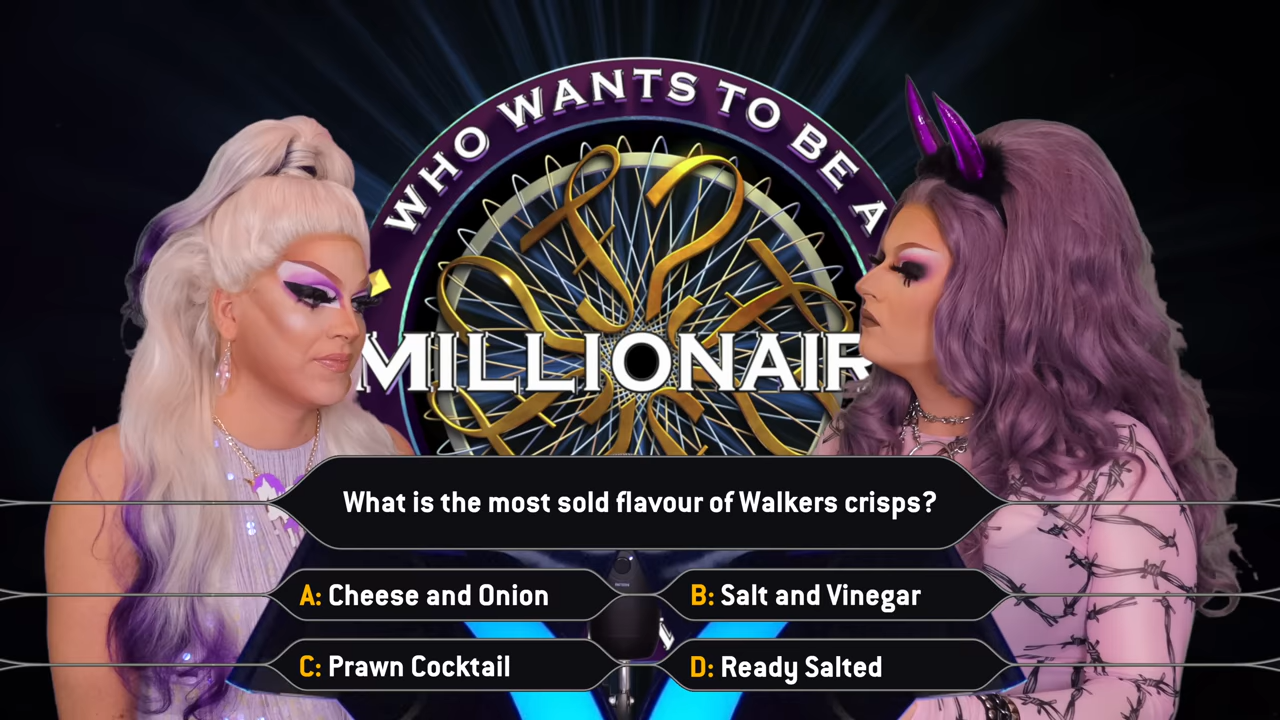 WHO WANTS TO BE A
MILLIONAIR
What is the most sold flavour of Walkers crisps?
A: Cheese and Onion
B: Salt and Vinegar
C: Prawn Cocktail
D: Ready Salted